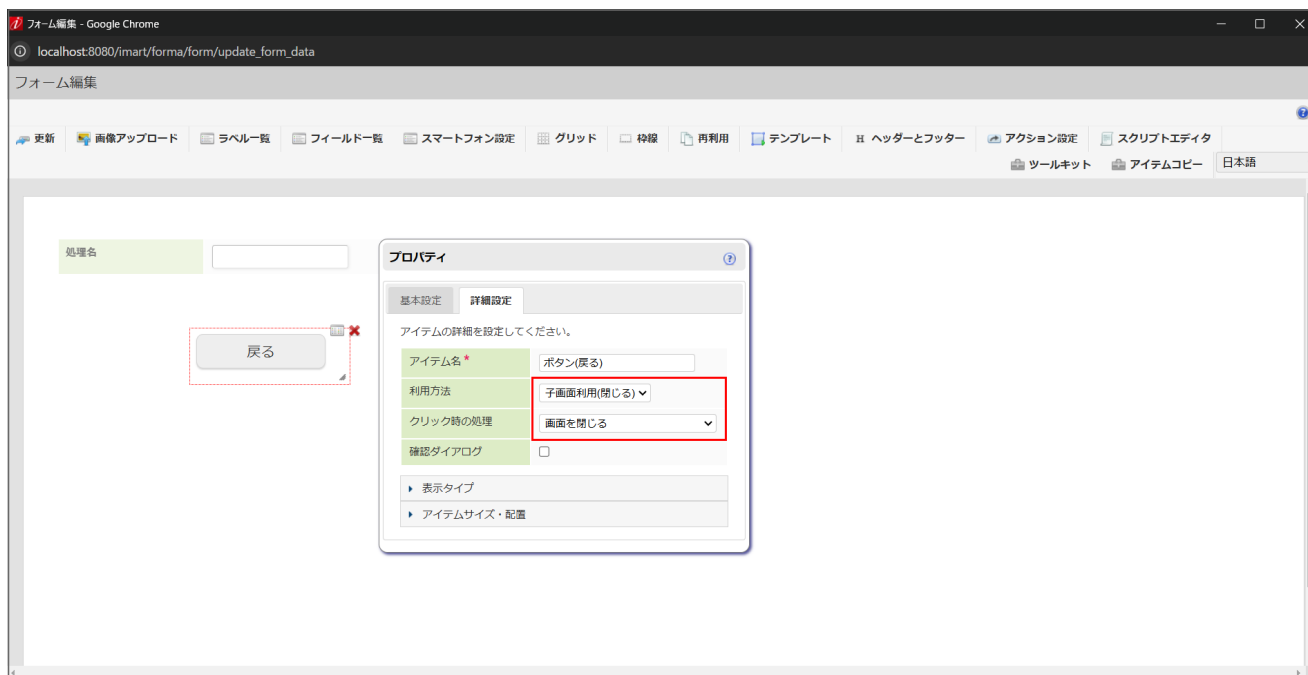 フォーム編集 - Google Chrome
localhost:8080/imart/forma/form/update_form_data
フォーム編集
更新 画像アップロード ラベル一覧 フィールド一覧 スマートフォン設定 グリッド 枠線 再利用 テンプレート H ヘッダーとフッター アクション設定 スクリプトエディタ
ツールキット アイテムコピー 日本語
処理名
戻る
プロパティ
基本設定 詳細設定
アイテムの詳細を設定してください。
アイテム名* ボタン(戻る)
利用方法 子画面利用(閉じる)
クリック時の処理 画面を閉じる
確認ダイアログ
表示タイプ
アイテムサイズ・配置